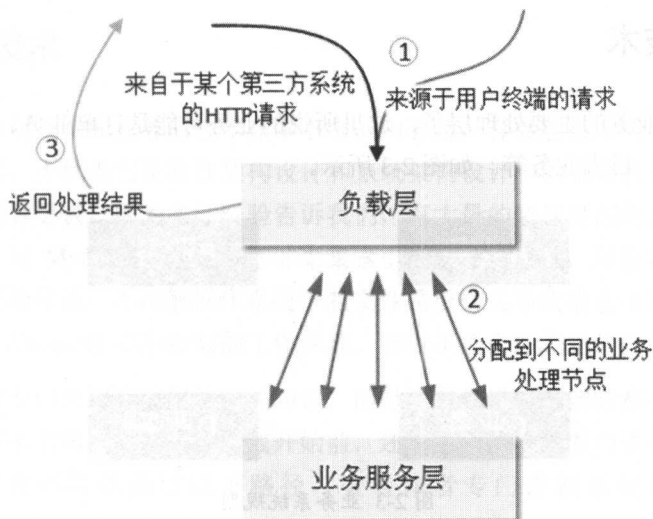 ①
来自于某个第三方系统
的HTTP请求
来源于用户终端的请求
③
返回处理结果
负载层
②
分配到不同的业务
处理节点
业务服务层